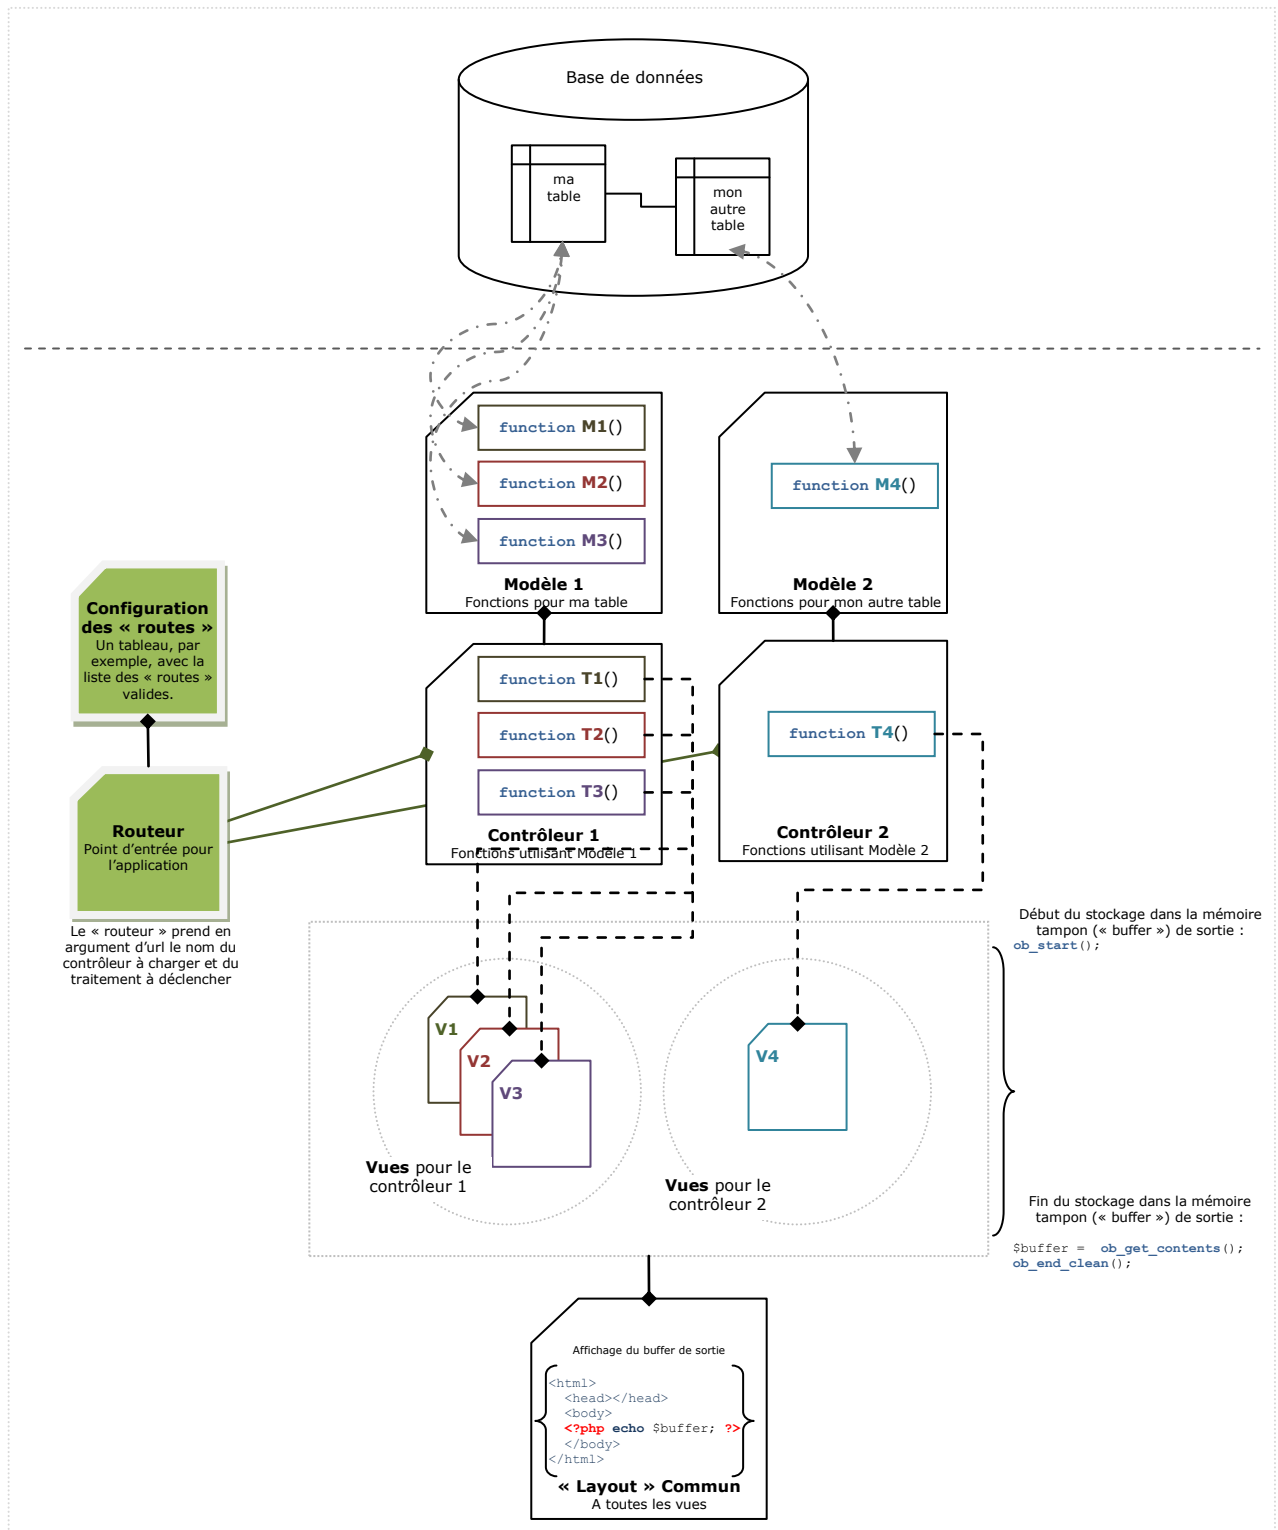 Base de données
ma
table
mon
autre
table
function M1()
function M2()
function M3()
Modèle 1
Fonctions pour ma table
function M4()
Modèle 2
Fonctions pour mon autre table
Configuration
des « routes »
Un tableau, par
exemple, avec la
liste des « routes »
valides.
function T1()
function T2()
function T3()
Contrôleur 1
Fonctions utilisant Modèle 1
function T4()
Contrôleur 2
Fonctions utilisant Modèle 2
Routeur
Point d'entrée pour
l'application
Le « routeur » prend en
argument d'url le nom du
contrôleur à charger et du
traitement à déclencher
Début du stockage dans la mémoire
tampon (« buffer ») de sortie :
ob_start();
V1
V2
V3
Vues pour le
contrôleur 1
V4
Vues pour le
contrôleur 2
Fin du stockage dans la mémoire
tampon (« buffer ») de sortie :
$buffer =  ob_get_contents();
ob_end_clean();
Affichage du buffer de sortie
<html>
<head></head>
<body>
<?php echo $buffer; ?>
</body>
</html>
« Layout » Commun
A toutes les vues